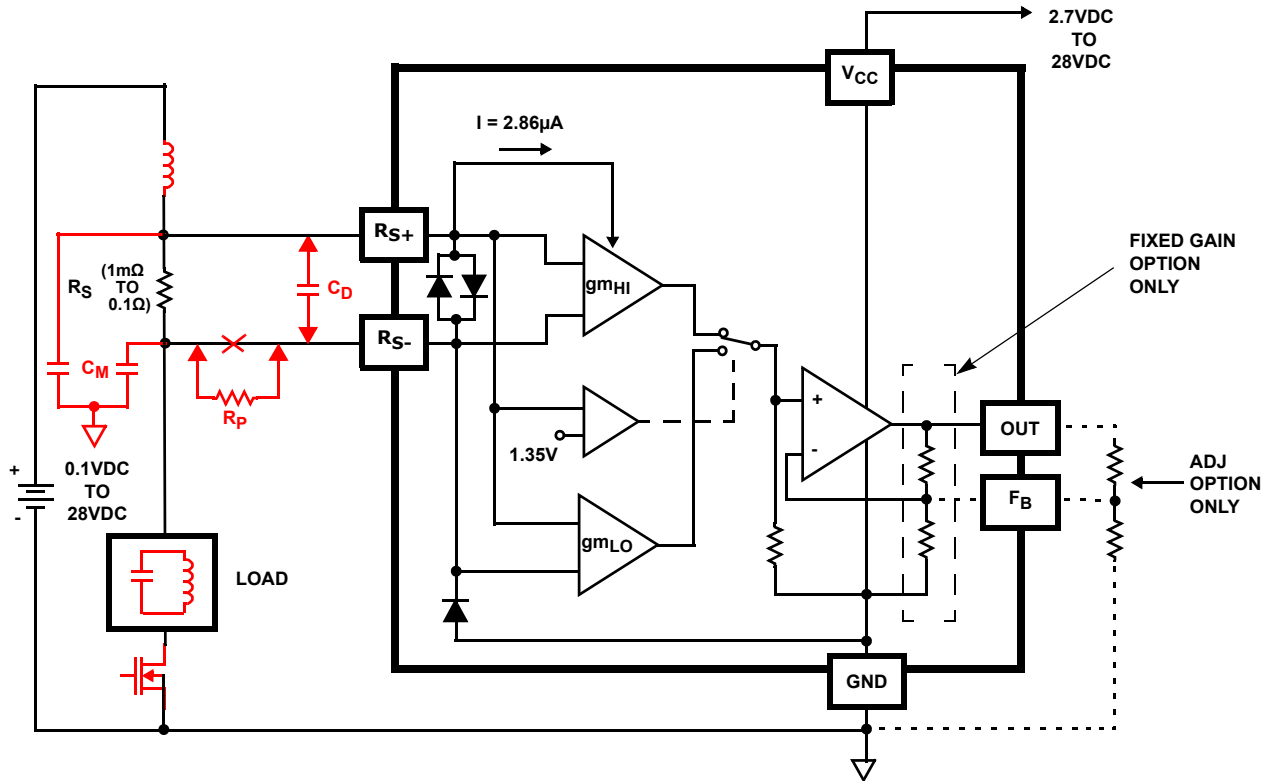 2.7VDC
TO
28VDC
VCC
I = 2.86µA
RS+
gmHI
FIXED GAIN
OPTION
ONLY
RS
(1mΩ
TO
0.1Ω)
CD
RS-
CM
RP
+
-
1.35V
OUT
FB
ADJ
OPTION
ONLY
+
-
0.1VDC
TO
28VDC
gmLO
LOAD
GND